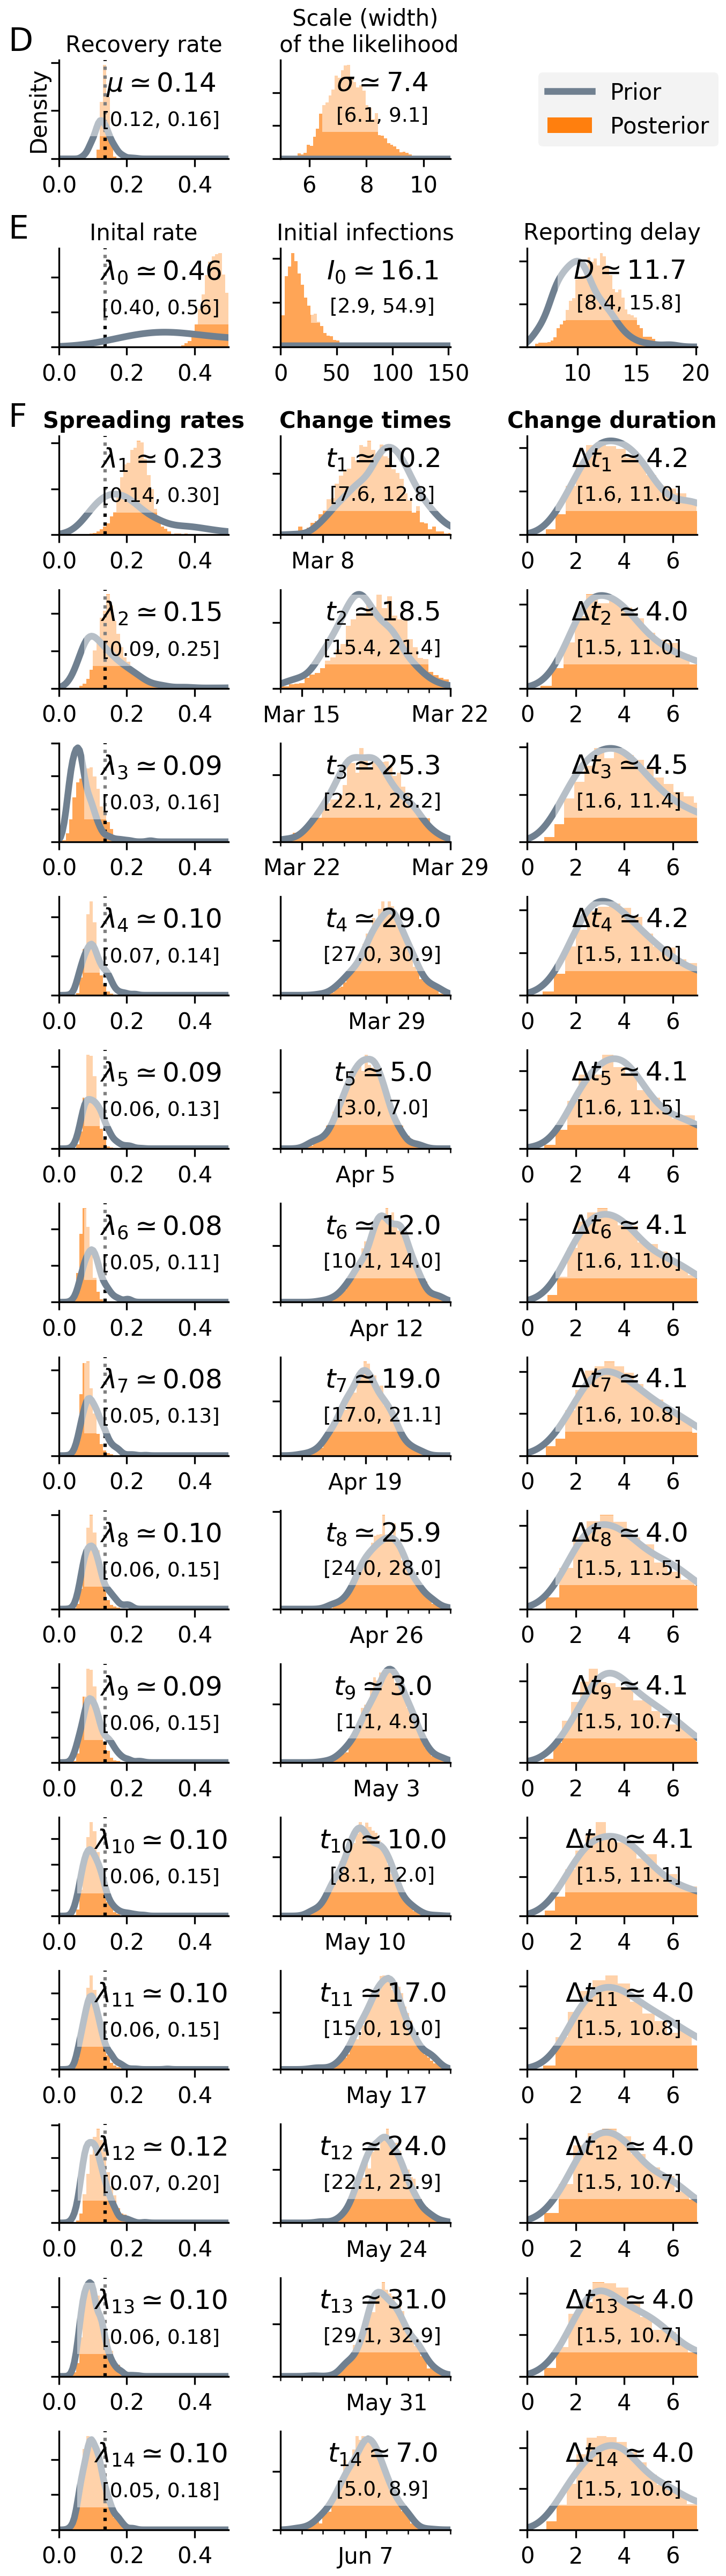 D
Recovery rate
Scale (width)
of the likelihood
Density
μ ≃ 0.14
[0.12, 0.16]
σ ≃ 7.4
[6.1, 9.1]
Prior
Posterior
0.0 0.2 0.4
6 8 10
E
Inital rate
Initial infections
Reporting delay
λ0 ≃ 0.46
[0.40, 0.56]
I0 ≃ 16.1
[2.9, 54.9]
D ≃ 11.7
[8.4, 15.8]
0.0 0.2 0.4
0 50 100 150
10 15 20
F
Spreading rates
Change times
Change duration
λ1 ≃ 0.23
[0.14, 0.30]
t1 ≃ 10.2
[7.6, 12.8]
Δt1 ≃ 4.2
[1.6, 11.0]
0.0 0.2 0.4
Mar 8
0 2 4 6
λ2 ≃ 0.15
[0.09, 0.25]
t2 ≃ 18.5
[15.4, 21.4]
Δt2 ≃ 4.0
[1.5, 11.0]
0.0 0.2 0.4
Mar 15 Mar 22
0 2 4 6
λ3 ≃ 0.09
[0.03, 0.16]
t3 ≃ 25.3
[22.1, 28.2]
Δt3 ≃ 4.5
[1.6, 11.4]
0.0 0.2 0.4
Mar 22 Mar 29
0 2 4 6
λ4 ≃ 0.10
[0.07, 0.14]
t4 ≃ 29.0
[27.0, 30.9]
Δt4 ≃ 4.2
[1.5, 11.0]
0.0 0.2 0.4
Mar 29
0 2 4 6
λ5 ≃ 0.09
[0.06, 0.13]
t5 ≃ 5.0
[3.0, 7.0]
Δt5 ≃ 4.1
[1.6, 11.5]
0.0 0.2 0.4
Apr 5
0 2 4 6
λ6 ≃ 0.08
[0.05, 0.11]
t6 ≃ 12.0
[10.1, 14.0]
Δt6 ≃ 4.1
[1.6, 11.0]
0.0 0.2 0.4
Apr 12
0 2 4 6
λ7 ≃ 0.08
[0.05, 0.13]
t7 ≃ 19.0
[17.0, 21.1]
Δt7 ≃ 4.1
[1.6, 10.8]
0.0 0.2 0.4
Apr 19
0 2 4 6
λ8 ≃ 0.10
[0.06, 0.15]
t8 ≃ 25.9
[24.0, 28.0]
Δt8 ≃ 4.0
[1.5, 11.5]
0.0 0.2 0.4
Apr 26
0 2 4 6
λ9 ≃ 0.09
[0.06, 0.15]
t9 ≃ 3.0
[1.1, 4.9]
Δt9 ≃ 4.1
[1.5, 10.7]
0.0 0.2 0.4
May 3
0 2 4 6
λ10 ≃ 0.10
[0.06, 0.15]
t10 ≃ 10.0
[8.1, 12.0]
Δt10 ≃ 4.1
[1.5, 11.1]
0.0 0.2 0.4
May 10
0 2 4 6
λ11 ≃ 0.10
[0.06, 0.15]
t11 ≃ 17.0
[15.0, 19.0]
Δt11 ≃ 4.0
[1.5, 10.8]
0.0 0.2 0.4
May 17
0 2 4 6
λ12 ≃ 0.12
[0.07, 0.20]
t12 ≃ 24.0
[22.1, 25.9]
Δt12 ≃ 4.0
[1.5, 10.7]
0.0 0.2 0.4
May 24
0 2 4 6
λ13 ≃ 0.10
[0.06, 0.18]
t13 ≃ 31.0
[29.1, 32.9]
Δt13 ≃ 4.0
[1.5, 10.7]
0.0 0.2 0.4
May 31
0 2 4 6
λ14 ≃ 0.10
[0.05, 0.18]
t14 ≃ 7.0
[5.0, 8.9]
Δt14 ≃ 4.0
[1.5, 10.6]
0.0 0.2 0.4
Jun 7
0 2 4 6